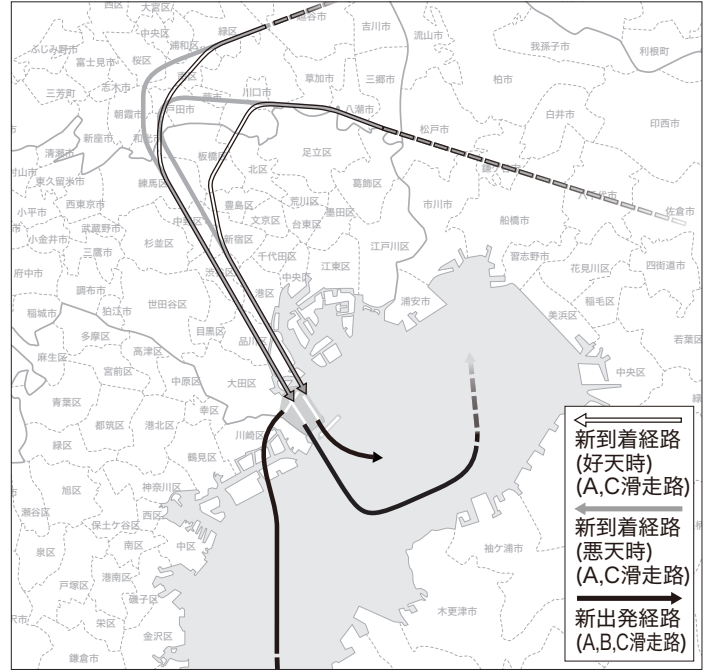 西区
大宮区
越谷市
中央区
緑区
吉川市
流山市
我孫子市
利根町
ふじみ野市
浦和区
桜区
富士見市
南区
志木市
草加市
三郷市
柏市
三芳町
川口市
蕨市
朝霞市
戸田市
八潮市
白井市
印西市
新座市
和光市
松戸市
清瀬市
板橋区
足立区
東久留米市
練馬区
北区
葛飾区
鎌ケ谷市
八千代市
西東京市
小平市
豊島区
荒川区
墨田区
市川市
佐倉市
武蔵野市
中野区
文京区
台東区
船橋市
小金井市
杉並区
新宿区
三鷹市
千代田区
江戸川区
習志野市
府中市
渋谷区
中央区
江東区
花見川区
四街道市
調布市
世田谷区
港区
浦安市
稲毛区
稲城市
狛江市
美浜区
多摩区
目黒区
品川区
若葉区
麻生区
高津区
宮前区
中原区
大田区
中央区
青葉区
幸区
都筑区
港北区
川崎区
緑区
鶴見区
旭区
神奈川区
瀬谷区
西区
保土ケ谷区
泉区
南区
中区
袖ケ浦市
戸塚区
港南区
磯子区
栄区
金沢区
木更津市
鎌倉市
新到着経路
(好天時)
(A,C滑走路)
新到着経路
(悪天時)
(A,C滑走路)
新出発経路
(A,B,C滑走路)